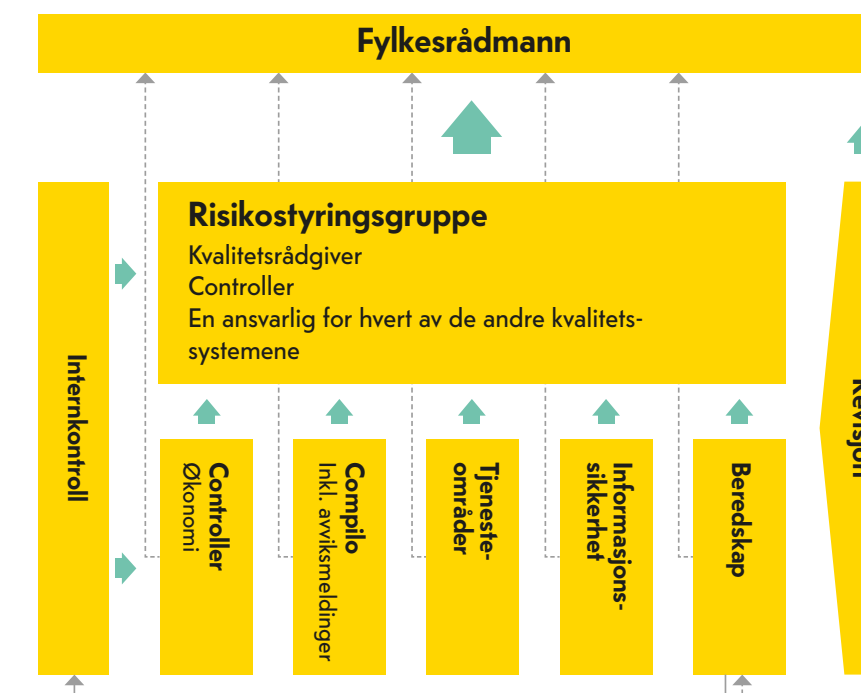 Fylkesrådmann
Risikostyringsgruppe
Kvalitetsrådgiver
Controller
En ansvarlig for hvert av de andre kvalitets-
systemene
Internkontroll
Controller
Økonomi
Compilo
Inkl. avviksmeldinger
Tjeneste-
områder
Informasjons-
sikkerhet
Beredskap
Revisjon